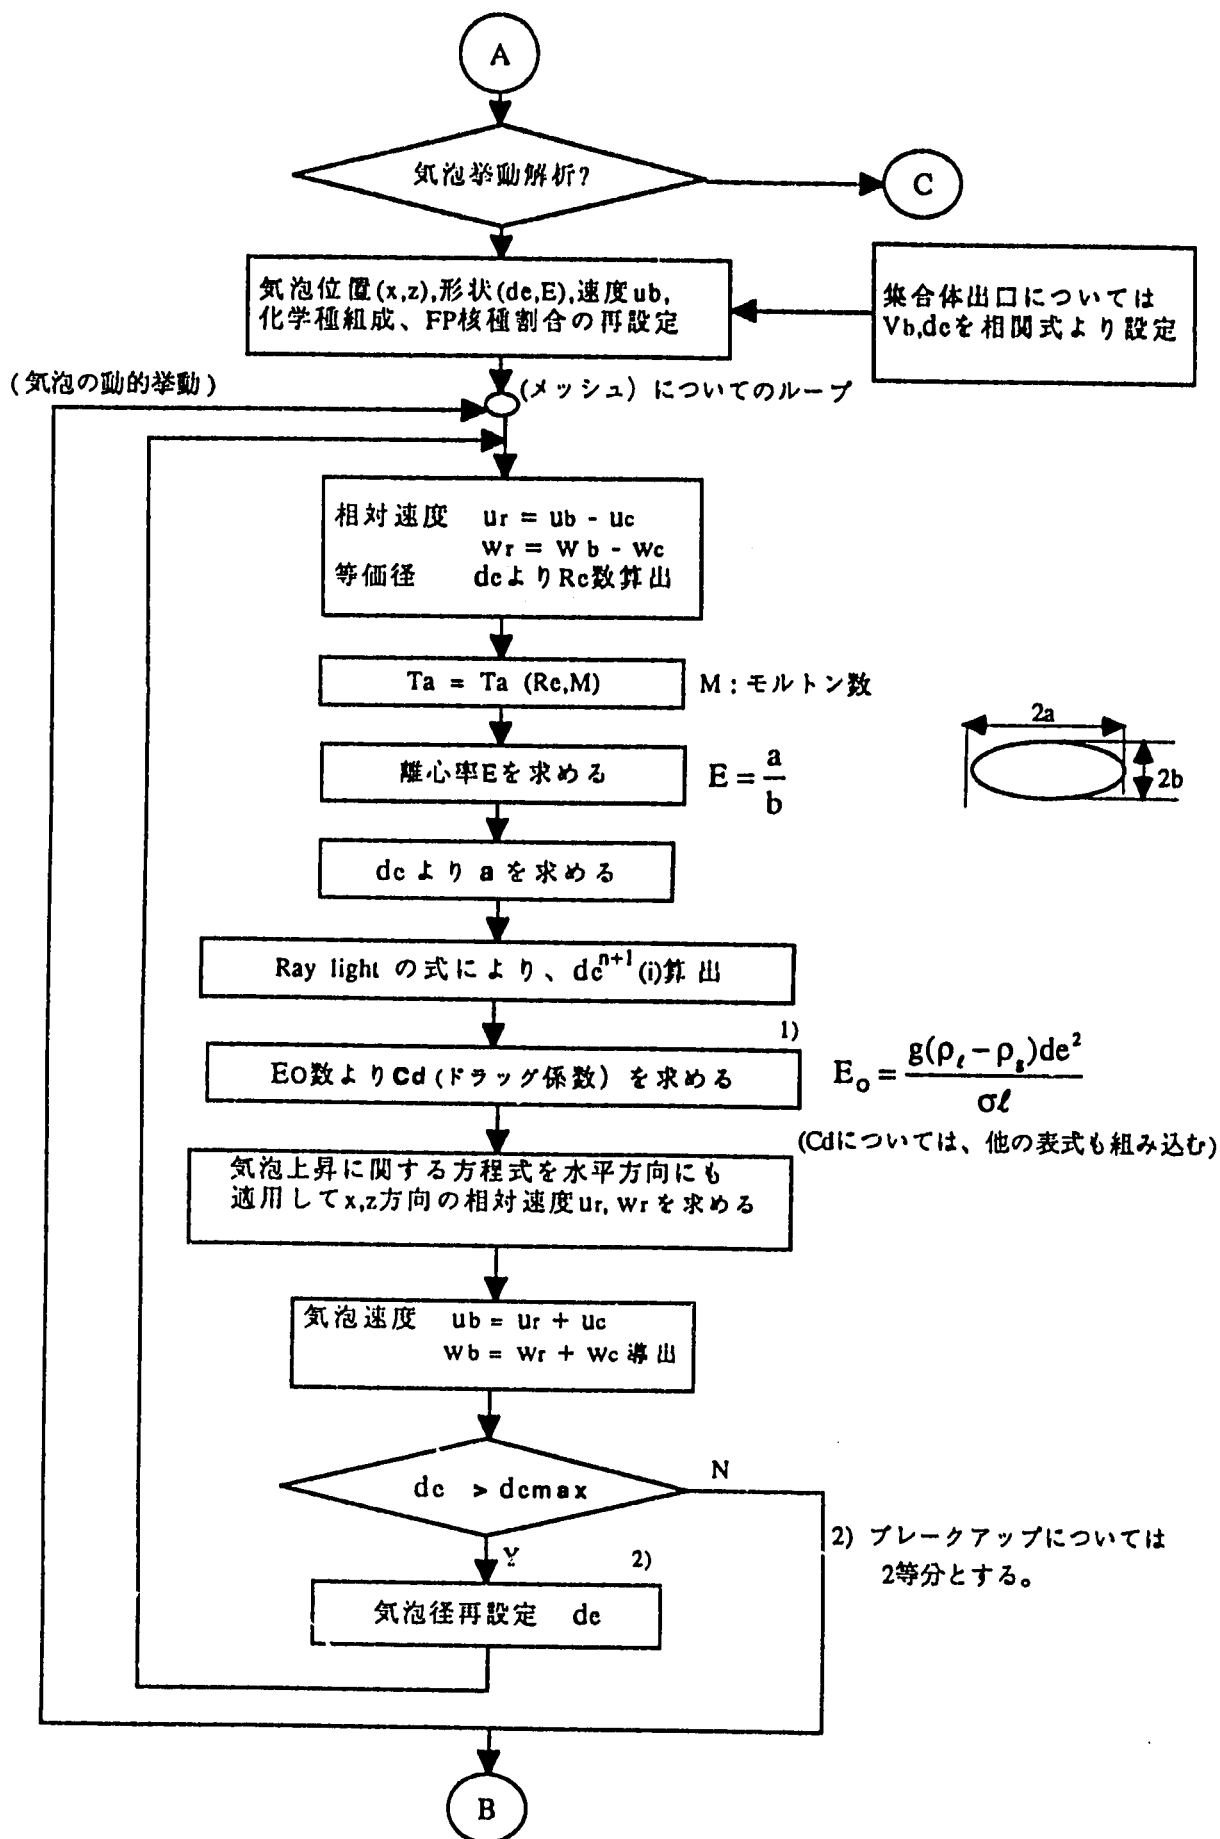 A
気泡挙動解析?
C
気泡位置(x,z),形状(de,E),速度ub,
化学種組成、FP核種割合の再設定
集合体出口については
Vb,deを相関式より設定
(気泡の動的挙動)
(メッシュ) についてのループ
相対速度 ur = ub - uc
wr = wb - wc
等価径 deよりRe数算出
Ta = Ta (Re,M)
M : モルトン数
離心率Eを求める
E = a/b
2a
2b
deより a を求める
Ray light の式により、de^{n+1}(i)算出
1)
EO数よりCd (ドラッグ係数) を求める
E_o = g(ρ_ℓ − ρ_g)de^2 / σℓ
(Cdについては、他の表式も組み込む)
気泡上昇に関する方程式を水平方向にも
適用してx,z方向の相対速度ur, wrを求める
気泡速度 ub = ur + uc
wb = wr + wc 導出
de > demax
N
Y
2)
2) ブレークアップについては
2等分とする。
気泡径再設定 de
B